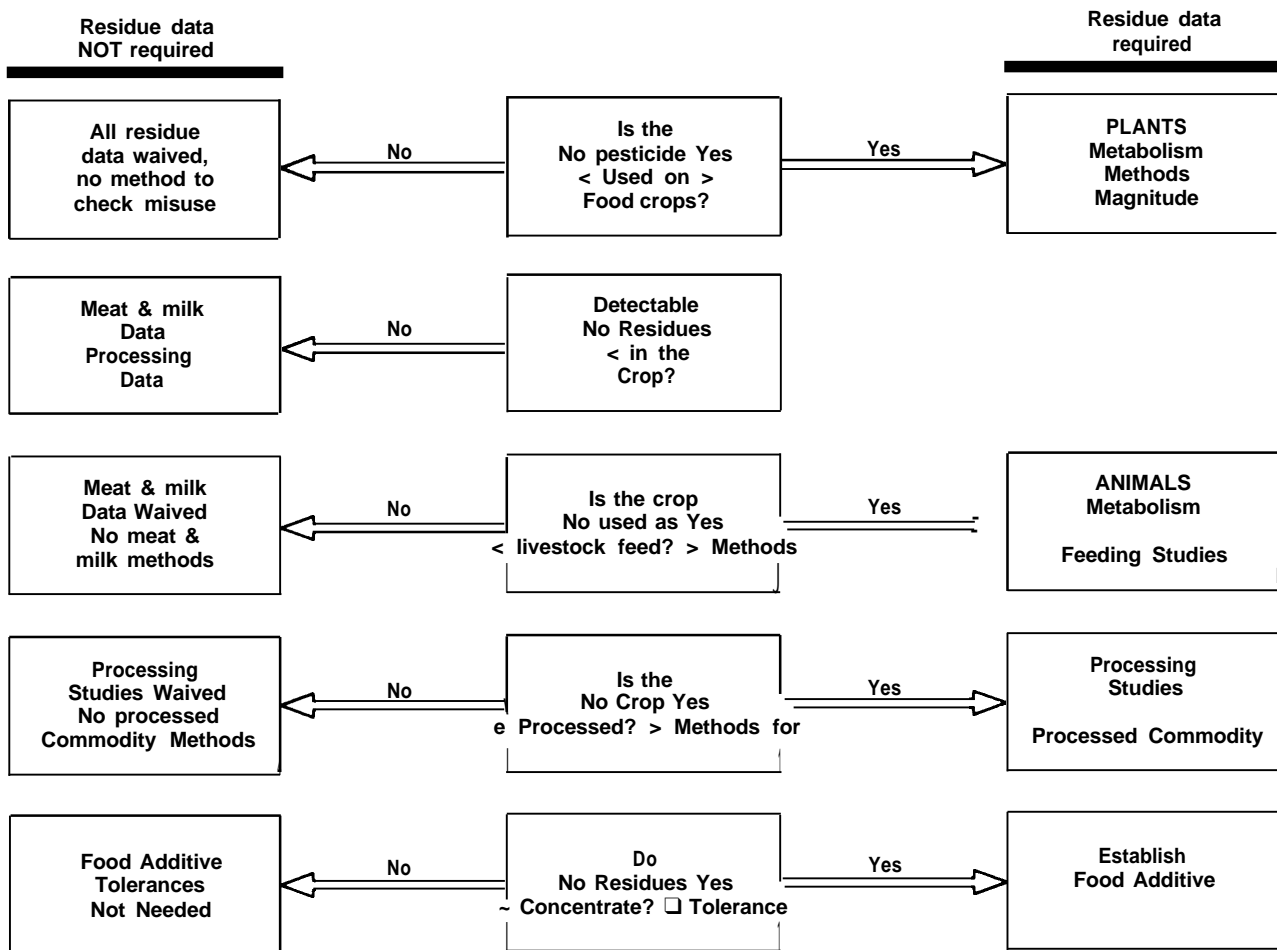 Residue data
NOT required
Residue data
required
All residue
data waived,
no method to
check misuse
No
Is the
No pesticide Yes
< Used on >
Food crops?
Yes
PLANTS
Metabolism
Methods
Magnitude
Meat & milk
Data
Processing
Data
No
Detectable
No Residues
< in the
Crop?
Meat & milk
Data Waived
No meat &
milk methods
No
Is the crop
No used as Yes
< livestock feed? > Methods
Yes
ANIMALS
Metabolism
Feeding Studies
Processing
Studies Waived
No processed
Commodity Methods
No
Is the
No Crop Yes
e Processed? > Methods for
Yes
Processing
Studies
Processed Commodity
Food Additive
Tolerances
Not Needed
No
Do
No Residues Yes
~ Concentrate? ❑ Tolerance
Yes
Establish
Food Additive